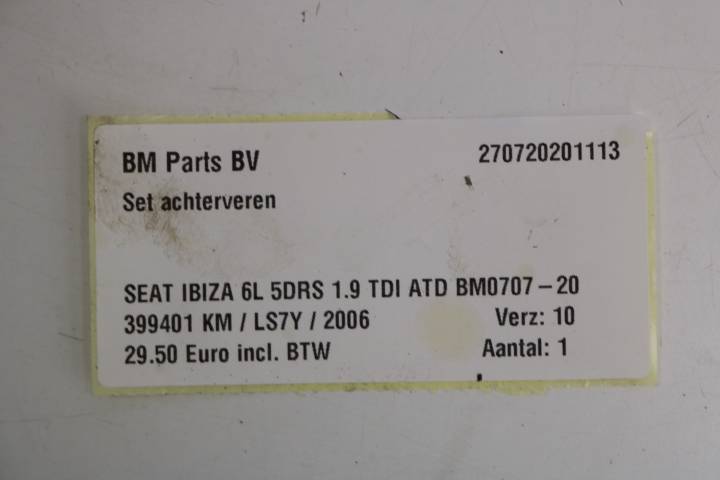 BM Parts BV 270720201113
Set achterveren
SEAT IBIZA 6L 5DRS 1.9 TDI ATD BM0707-20
399401 KM / LS7Y / 2006 Verz: 10
29.50 Euro incl. BTW Aantal: 1